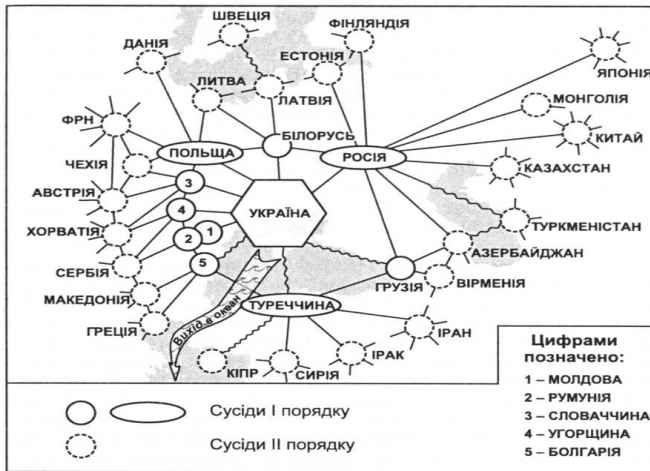 ШВЕЦІЯ
ФІНЛЯНДІЯ
ДАНІЯ
ЕСТОНІЯ
ЯПОНІЯ
ЛИТВА
ЛАТВІЯ
МОНГОЛІЯ
ФРН
БІЛОРУСЬ
КИТАЙ
ПОЛЬЩА
РОСІЯ
ЧЕХІЯ
КАЗАХСТАН
3
АВСТРІЯ
4
УКРАЇНА
ТУРКМЕНІСТАН
ХОРВАТІЯ
2
1
АЗЕРБАЙДЖАН
СЕРБІЯ
5
ГРУЗІЯ
ВІРМЕНІЯ
МАКЕДОНІЯ
ТУРЕЧЧИНА
ГРЕЦІЯ
Вихід в океан
ІРАН
ІРАК
КІПР
СИРІЯ
Цифрами
позначено:
1 – МОЛДОВА
2 – РУМУНІЯ
3 – СЛОВАЧЧИНА
4 – УГОРЩИНА
5 – БОЛГАРІЯ
Сусіди І порядку
Сусіди ІІ порядку